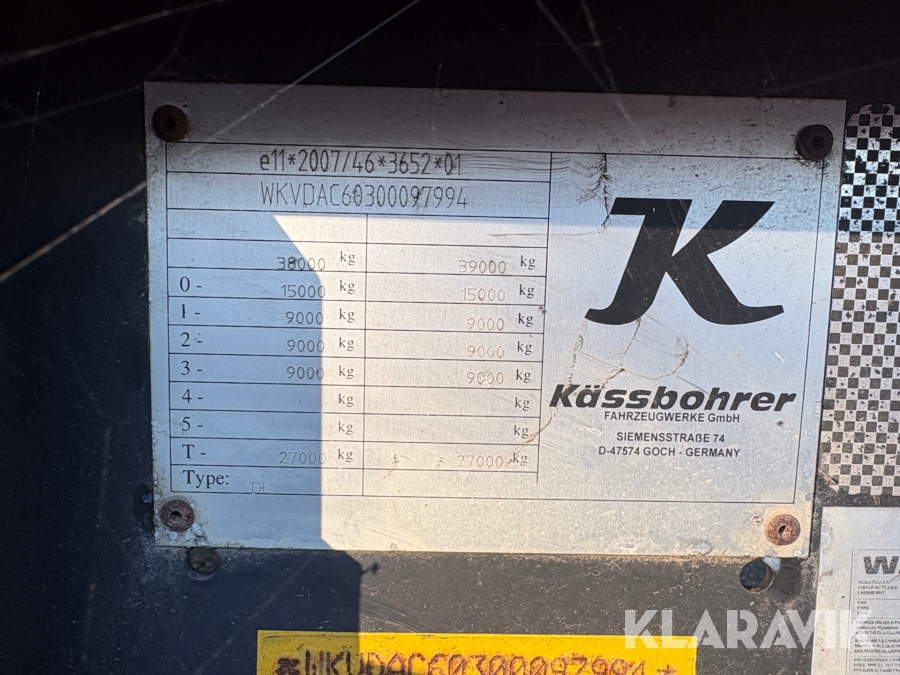 e11*2007/46*3652*01
WKVDAC60300097994
38000 kg 39000 kg
0 - 15000 kg 15000 kg
1 - 9000 kg 9000 kg
2 - 9000 kg 9000 kg
3 - 9000 kg 9000 kg
4 - kg kg
5 - kg kg
T - 27000 kg 27000 kg
Type:
K
Kässbohrer
FAHRZEUGWERKE GmbH
SIEMENSSTRAßE 74
D-47574 GOCH - GERMANY
KLARAVIK
WKVDAC60300097994